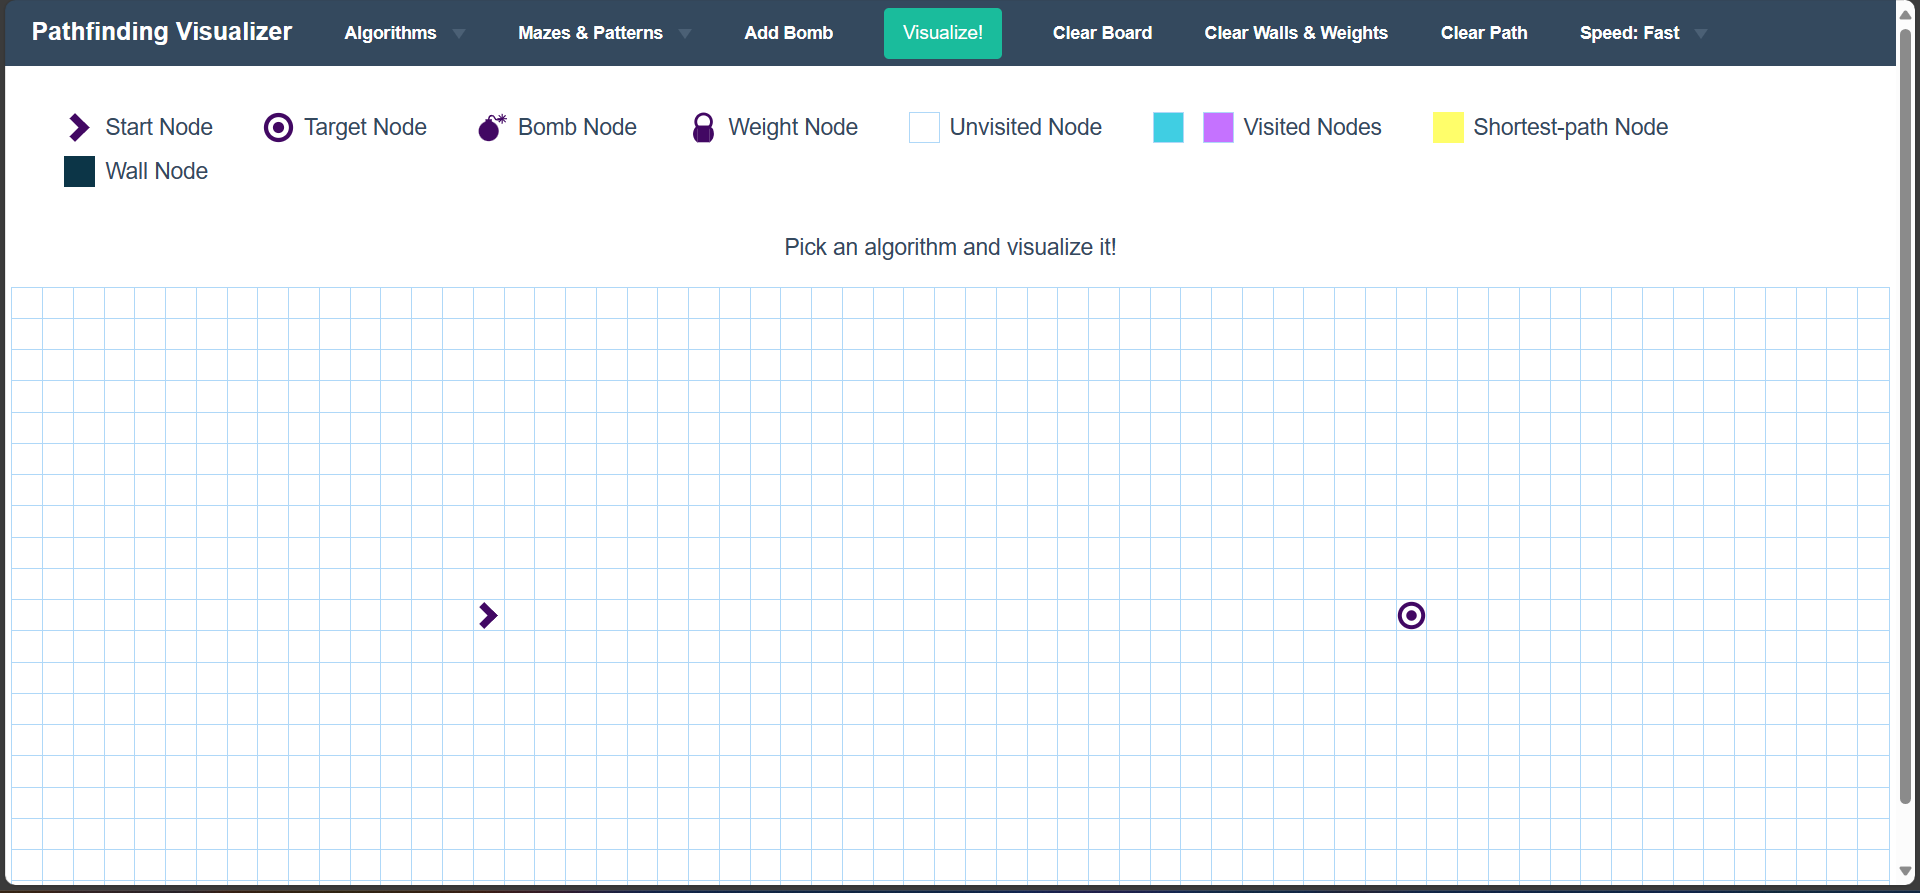 Pathfinding Visualizer Algorithms Mazes & Patterns Add Bomb Visualize! Clear Board Clear Walls & Weights Clear Path Speed: Fast
Start Node Target Node Bomb Node Weight Node Unvisited Node Visited Nodes Shortest-path Node
Wall Node
Pick an algorithm and visualize it!